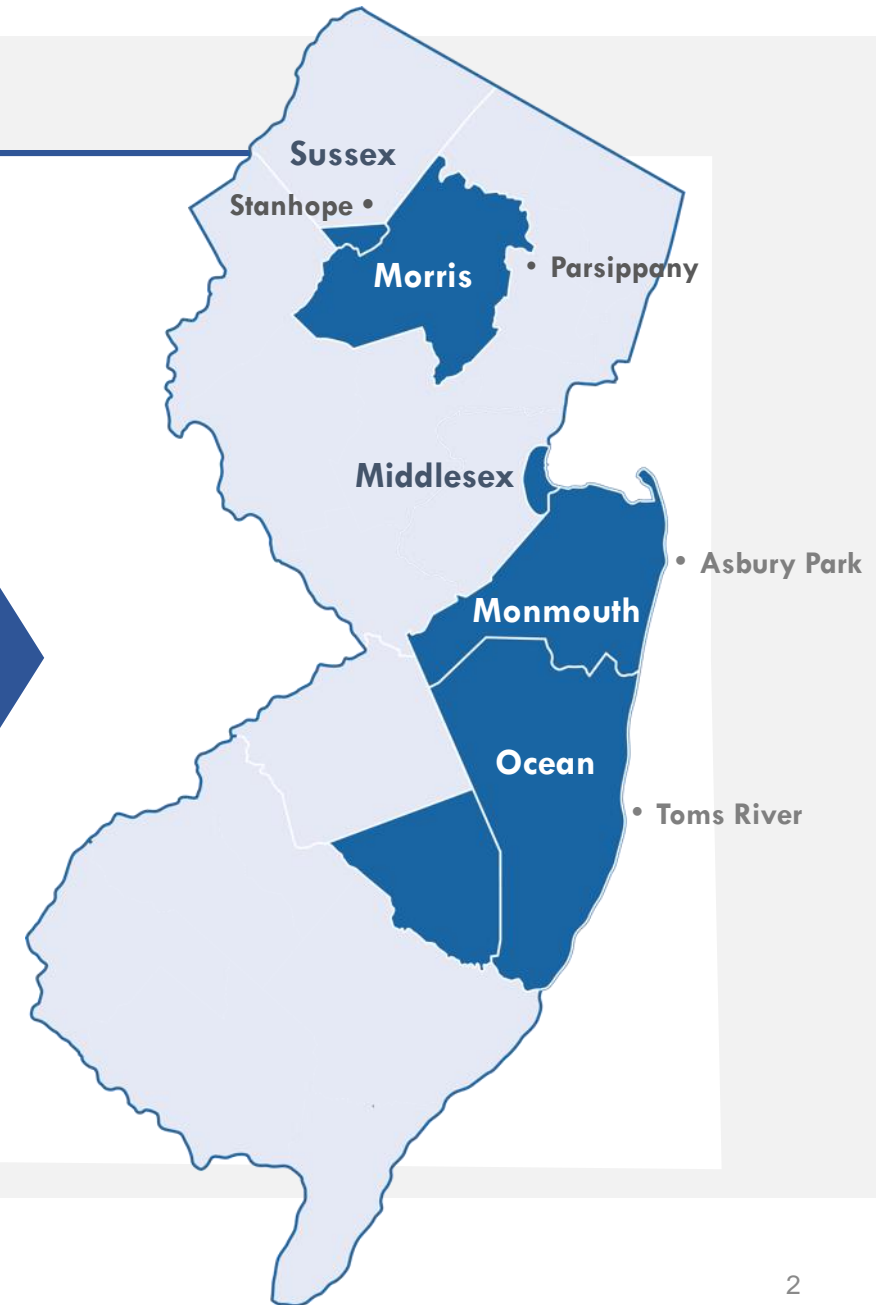 Sussex
Stanhope •
Morris
• Parsippany
Middlesex
• Asbury Park
Monmouth
Ocean
• Toms River
2